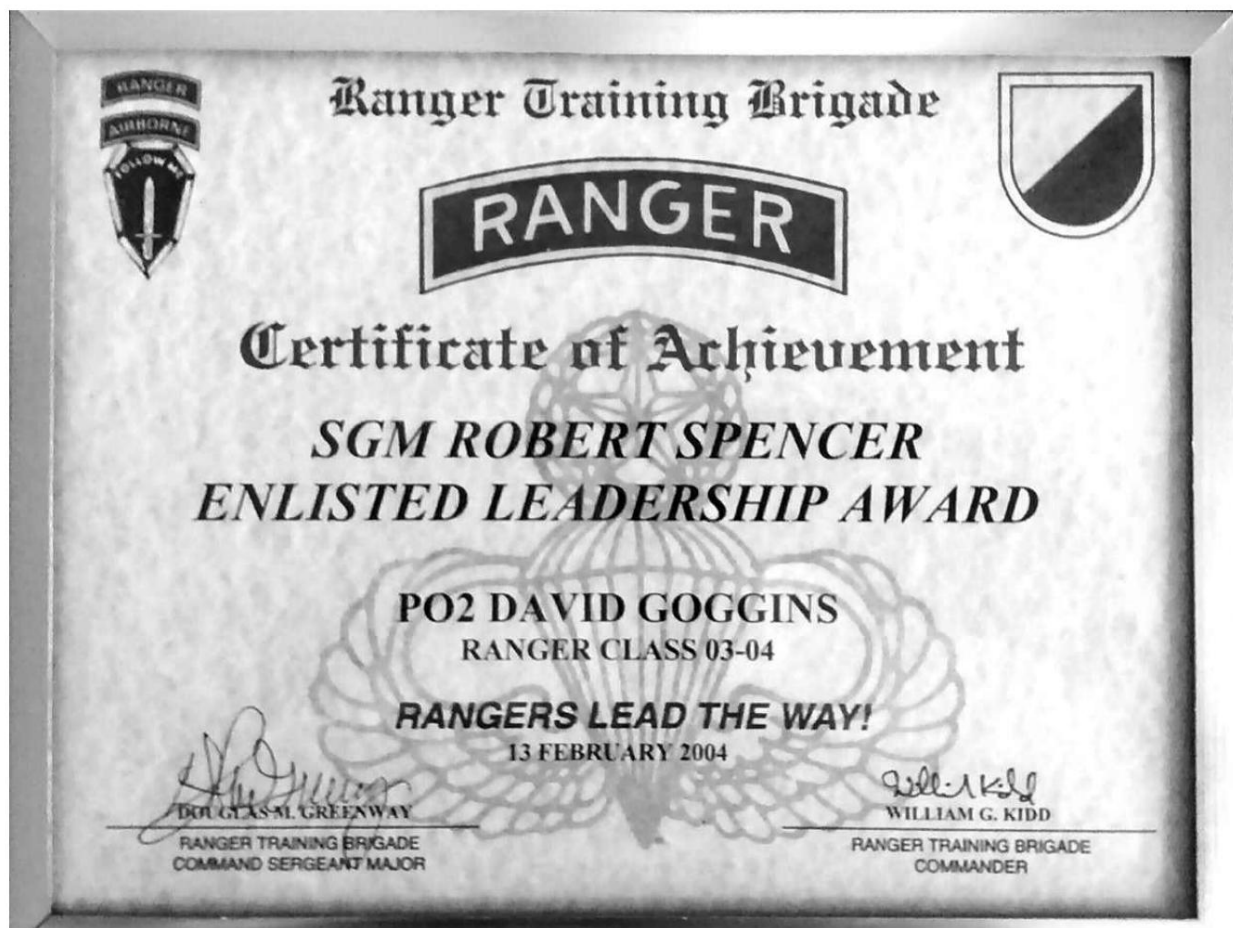 RANGER
AIRBORNE
FOLLOW ME
Ranger Training Brigade
RANGER
Certificate of Achievement
SGM ROBERT SPENCER
ENLISTED LEADERSHIP AWARD
PO2 DAVID GOGGINS
RANGER CLASS 03-04
RANGERS LEAD THE WAY!
13 FEBRUARY 2004
DOUGLAS M. GREENWAY
RANGER TRAINING BRIGADE
COMMAND SERGEANT MAJOR
William Kidd
WILLIAM G. KIDD
RANGER TRAINING BRIGADE
COMMANDER